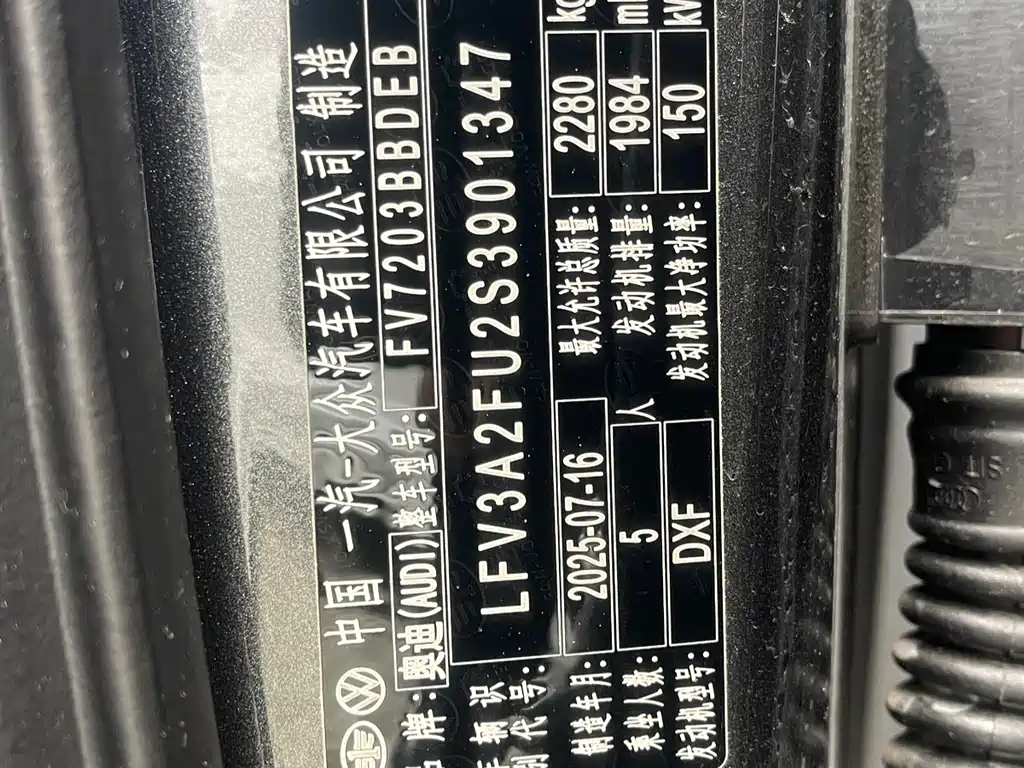 中国 一汽-大众汽车有限公司 制造
品牌: 奥迪(AUDI) 整车型号: FV7203BBDEB
车辆识别代号: LFV3A2FU2S3901347
制造年月: 2025-07-16 最大允许总质量: 2280 kg
乘坐人数: 5 人 发动机排量: 1984 ml
发动机型号: DXF 发动机最大净功率: 150 kW